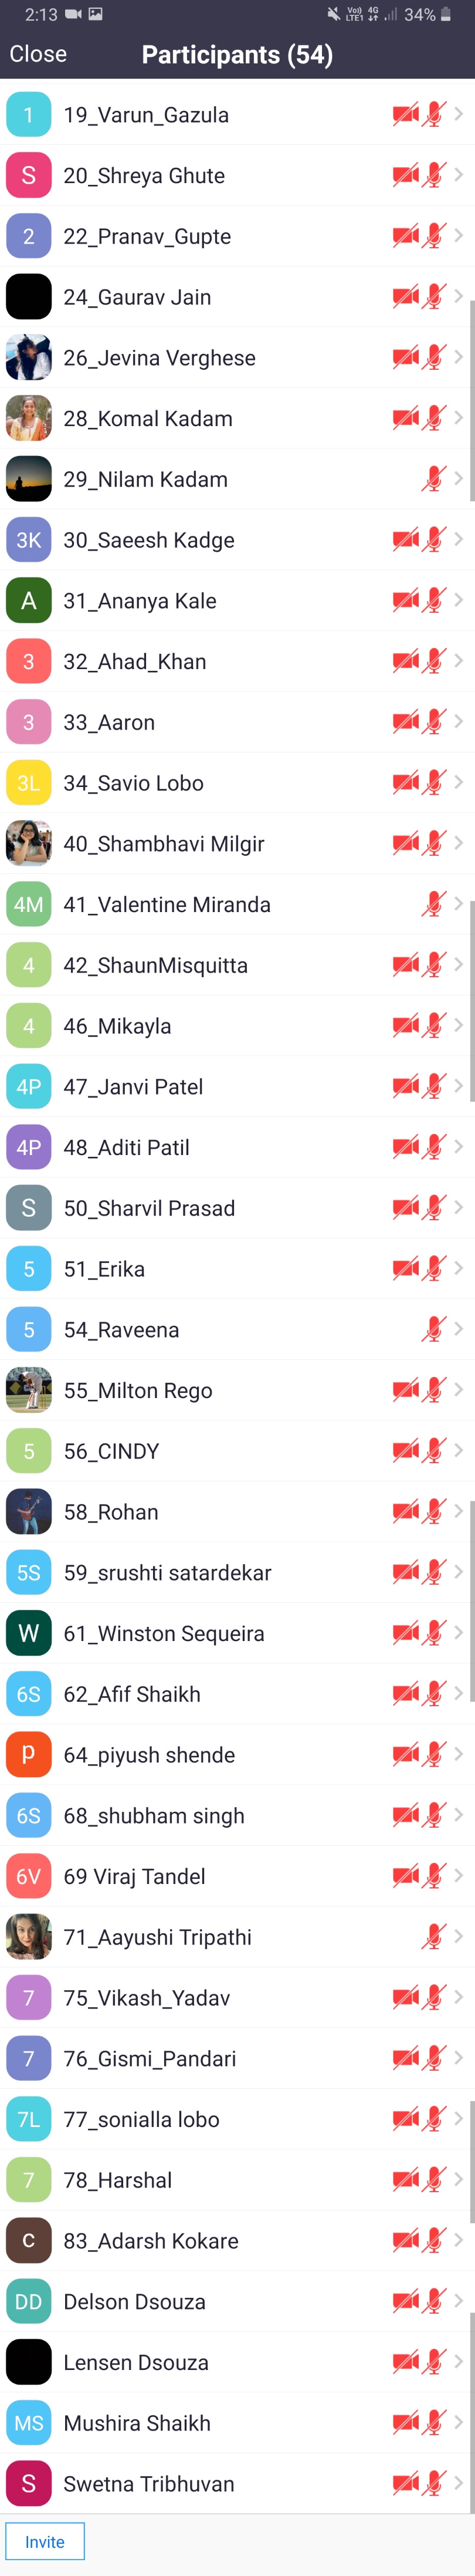 2:13 Vo)) LTE1 4G 34%
Close Participants (54)
1 19_Varun_Gazula
S 20_Shreya Ghute
2 22_Pranav_Gupte
24_Gaurav Jain
26_Jevina Verghese
28_Komal Kadam
29_Nilam Kadam
3K 30_Saeesh Kadge
A 31_Ananya Kale
3 32_Ahad_Khan
3 33_Aaron
3L 34_Savio Lobo
40_Shambhavi Milgir
4M 41_Valentine Miranda
4 42_ShaunMisquitta
4 46_Mikayla
4P 47_Janvi Patel
4P 48_Aditi Patil
S 50_Sharvil Prasad
5 51_Erika
5 54_Raveena
55_Milton Rego
5 56_CINDY
58_Rohan
5S 59_srushti satardekar
W 61_Winston Sequeira
6S 62_Afif Shaikh
p 64_piyush shende
6S 68_shubham singh
6V 69 Viraj Tandel
71_Aayushi Tripathi
7 75_Vikash_Yadav
7 76_Gismi_Pandari
7L 77_sonialla lobo
7 78_Harshal
c 83_Adarsh Kokare
DD Delson Dsouza
Lensen Dsouza
MS Mushira Shaikh
S Swetna Tribhuvan
Invite